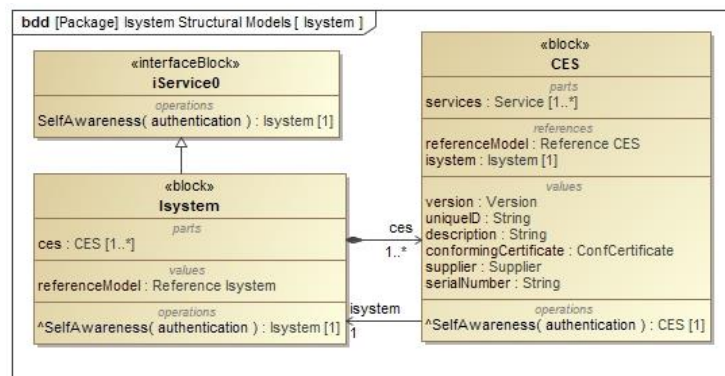 bdd [Package] Isystem Structural Models [ Isystem ]
«interfaceBlock»
iService0
operations
SelfAwareness( authentication ) : Isystem [1]
«block»
Isystem
parts
ces : CES [1..*]
values
referenceModel : Reference Isystem
operations
^SelfAwareness( authentication ) : Isystem [1]
ces
1..*
isystem
1
«block»
CES
parts
services : Service [1..*]
references
referenceModel : Reference CES
isystem : Isystem [1]
values
version : Version
uniqueID : String
description : String
conformingCertificate : ConfCertificate
supplier : Supplier
serialNumber : String
operations
^SelfAwareness( authentication ) : CES [1]